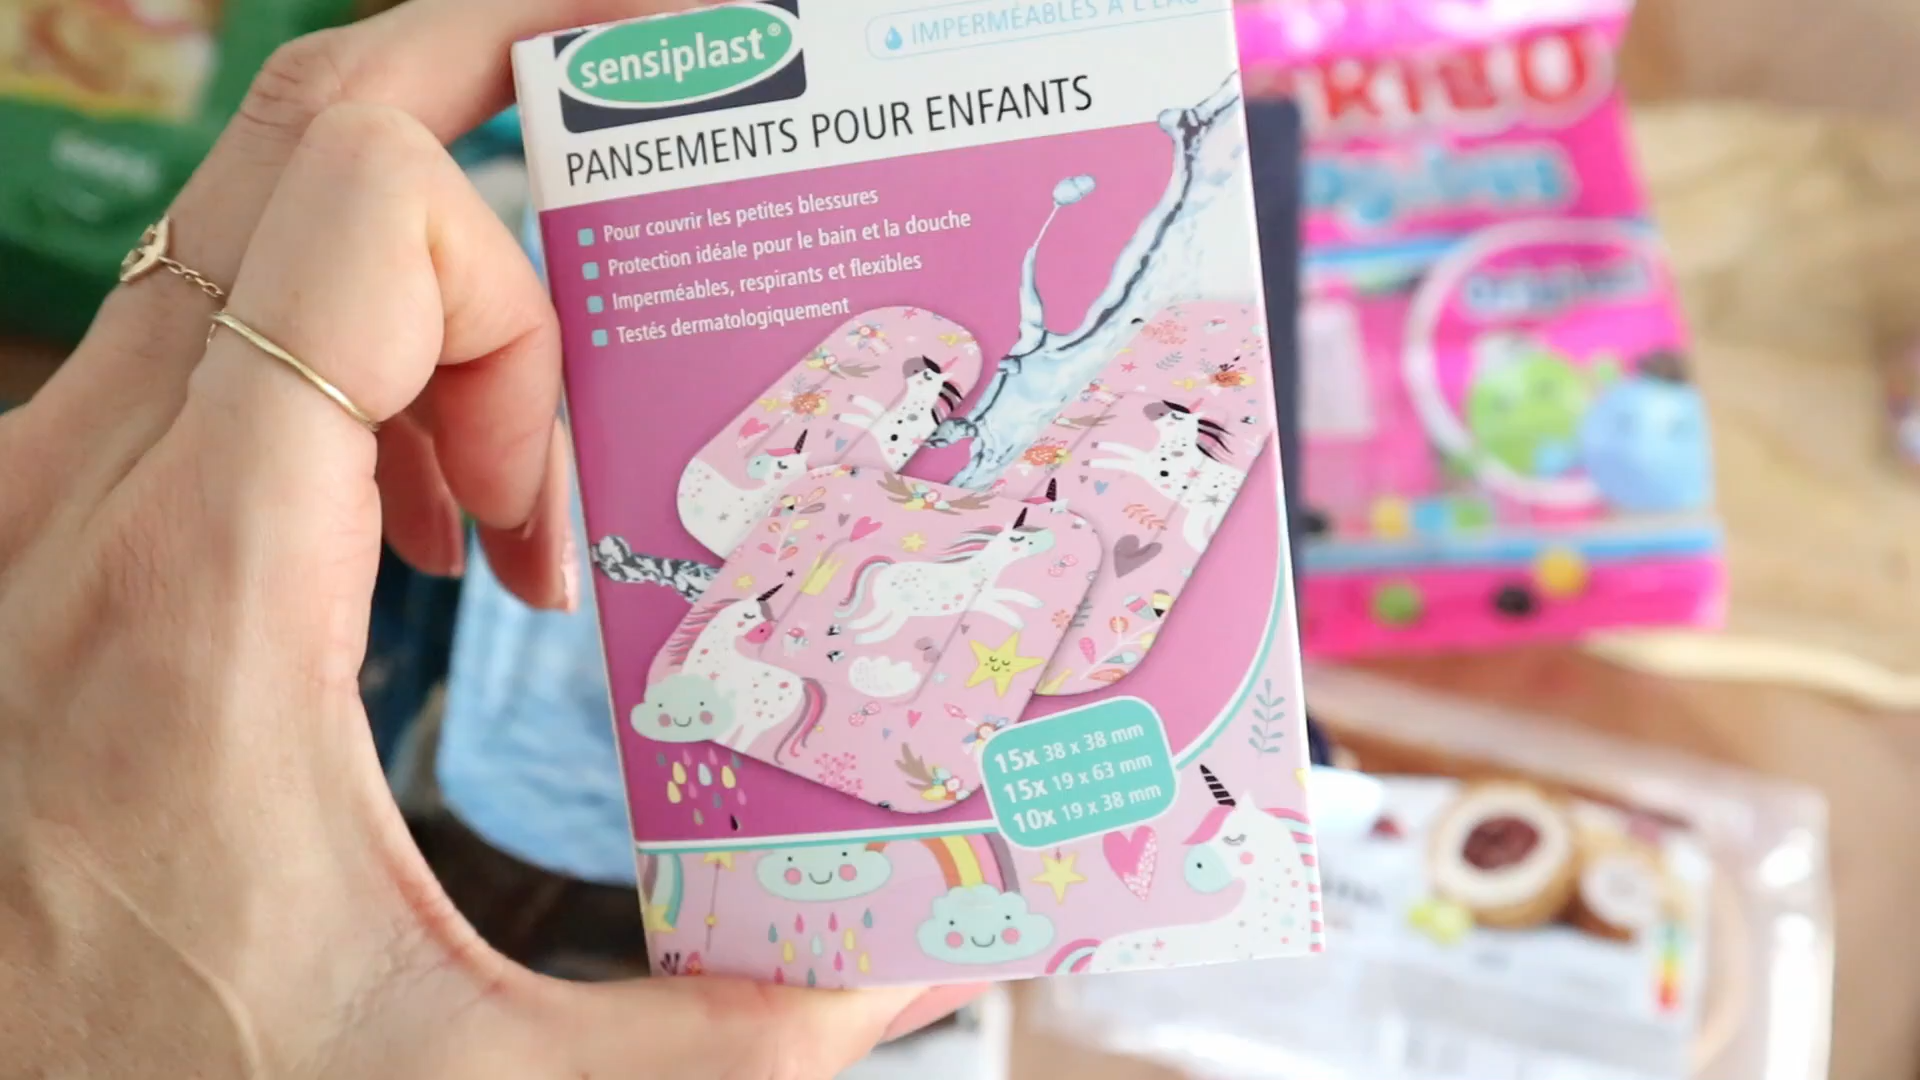 sensiplast®
IMPERMÉABLES À L'EAU
PANSEMENTS POUR ENFANTS
Pour couvrir les petites blessures
Protection idéale pour le bain et la douche
Imperméables, respirants et flexibles
Testés dermatologiquement
15x 38 x 38 mm
15x 19 x 63 mm
10x 19 x 38 mm